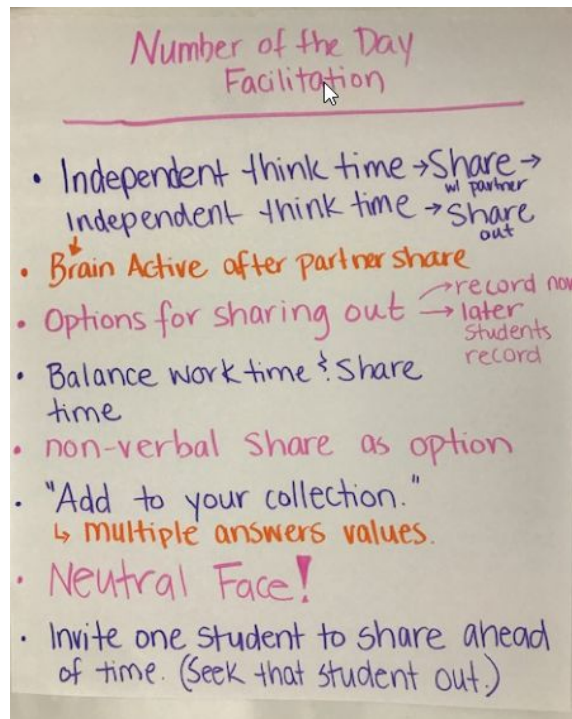 Number of the Day
Facilitation
• Independent think time → Share →
w/ partner
Independent think time → Share
out
• Brain Active after partner share
• Options for sharing out → record now
→ later
students
record
• Balance work time & Share
time
• non-verbal share as option
• "Add to your collection."
↳ multiple answers values.
• Neutral Face!
• Invite one student to share ahead
of time. (Seek that student out.)